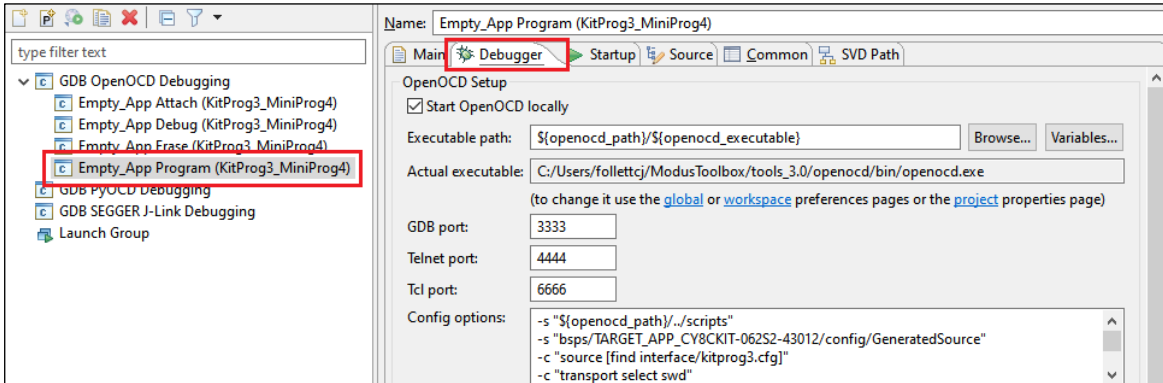 type filter text
GDB OpenOCD Debugging
Empty_App Attach (KitProg3_MiniProg4)
Empty_App Debug (KitProg3_MiniProg4)
Empty_App Erase (KitProg3_MiniProg4)
Empty_App Program (KitProg3_MiniProg4)
GDB PyOCD Debugging
GDB SEGGER J-Link Debugging
Launch Group
Name: Empty_App Program (KitProg3_MiniProg4)
Main Debugger Startup Source Common SVD Path
OpenOCD Setup
Start OpenOCD locally
Executable path: ${openocd_path}/${openocd_executable} Browse... Variables...
Actual executable: C:/Users/follettcj/ModusToolbox/tools_3.0/openocd/bin/openocd.exe
(to change it use the global or workspace preferences pages or the project properties page)
GDB port: 3333
Telnet port: 4444
Tcl port: 6666
Config options: -s "${openocd_path}/../scripts"
-s "bsps/TARGET_APP_CY8CKIT-062S2-43012/config/GeneratedSource"
-c "source [find interface/kitprog3.cfg]"
-c "transport select swd"